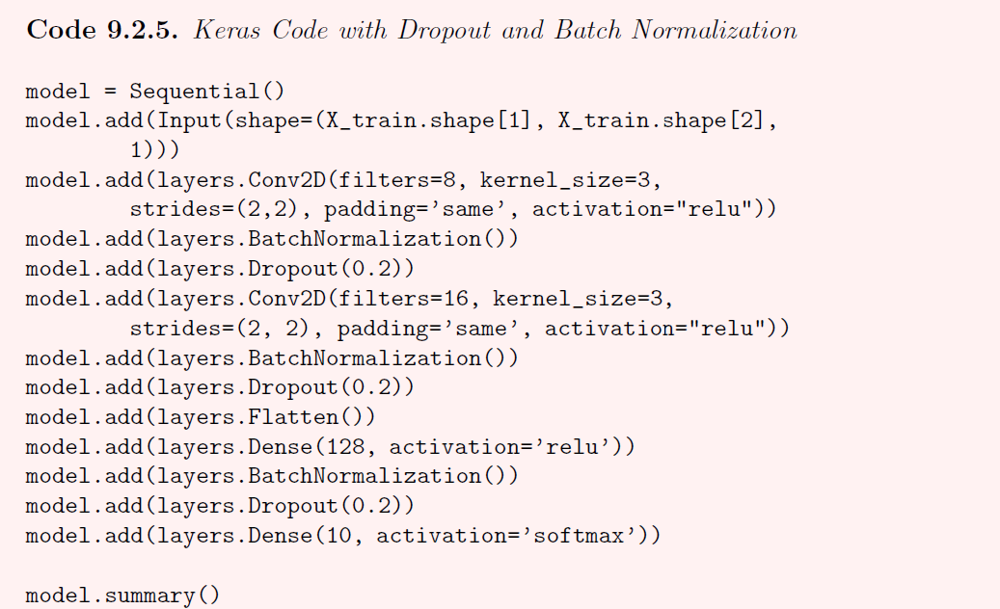 Code 9.2.5. Keras Code with Dropout and Batch Normalization
model = Sequential()
model.add(Input(shape=(X_train.shape[1], X_train.shape[2],
1)))
model.add(layers.Conv2D(filters=8, kernel_size=3,
strides=(2,2), padding=’same’, activation="relu"))
model.add(layers.BatchNormalization())
model.add(layers.Dropout(0.2))
model.add(layers.Conv2D(filters=16, kernel_size=3,
strides=(2, 2), padding=’same’, activation="relu"))
model.add(layers.BatchNormalization())
model.add(layers.Dropout(0.2))
model.add(layers.Flatten())
model.add(layers.Dense(128, activation=’relu’))
model.add(layers.BatchNormalization())
model.add(layers.Dropout(0.2))
model.add(layers.Dense(10, activation=’softmax’))
model.summary()